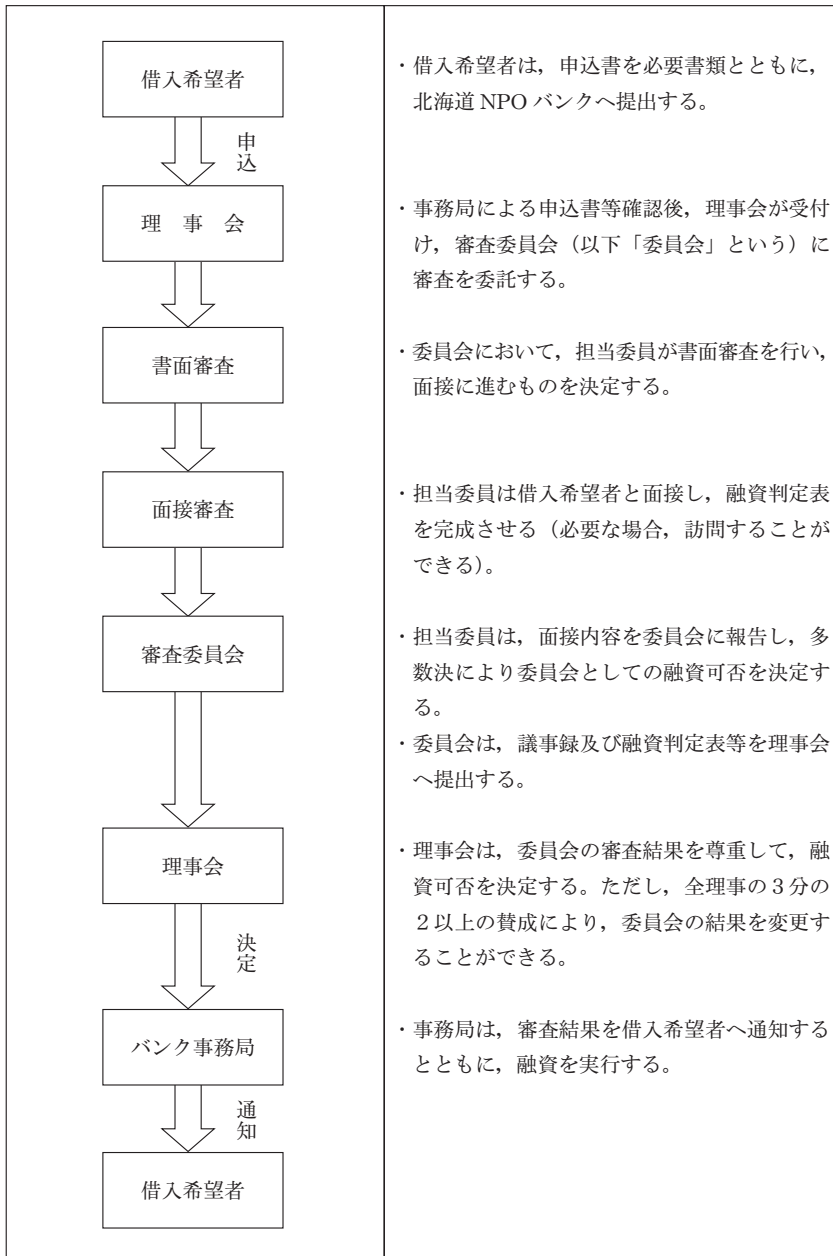 借入希望者
・借入希望者は，申込書を必要書類とともに，
北海道 NPO バンクへ提出する。
申込
理　事　会
・事務局による申込書等確認後，理事会が受付
け，審査委員会（以下「委員会」という）に
審査を委託する。
書面審査
・委員会において，担当委員が書面審査を行い，
面接に進むものを決定する。
面接審査
・担当委員は借入希望者と面接し，融資判定表
を完成させる（必要な場合，訪問することが
できる）。
審査委員会
・担当委員は，面接内容を委員会に報告し，多
数決により委員会としての融資可否を決定す
る。
・委員会は，議事録及び融資判定表等を理事会
へ提出する。
理事会
・理事会は，委員会の審査結果を尊重して，融
資可否を決定する。ただし，全理事の３分の
２以上の賛成により，委員会の結果を変更す
ることができる。
決定
バンク事務局
・事務局は，審査結果を借入希望者へ通知する
とともに，融資を実行する。
通知
借入希望者